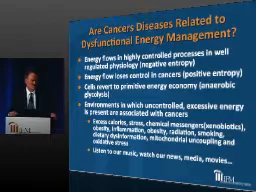 Are Cancers Diseases Related to
Dysfunctional Energy Management?
Energy flows in highly controlled processes in well
regulated physiology (negative entropy)
Energy flow loses control in cancers (positive entropy)
Cells revert to primitive energy economy (anaerobic
glycolysis)
Environments in which uncontrolled, excessive energy
is present are associated with cancers
Excess calories, stress, chemical messengers(xenobiotics),
obesity, inflammation, obesity, radiation, smoking,
dietary dysinformation, mitochondrial uncoupling and
oxidative stress
Listen to our music, watch our news, media, movies...
IFM
IFM